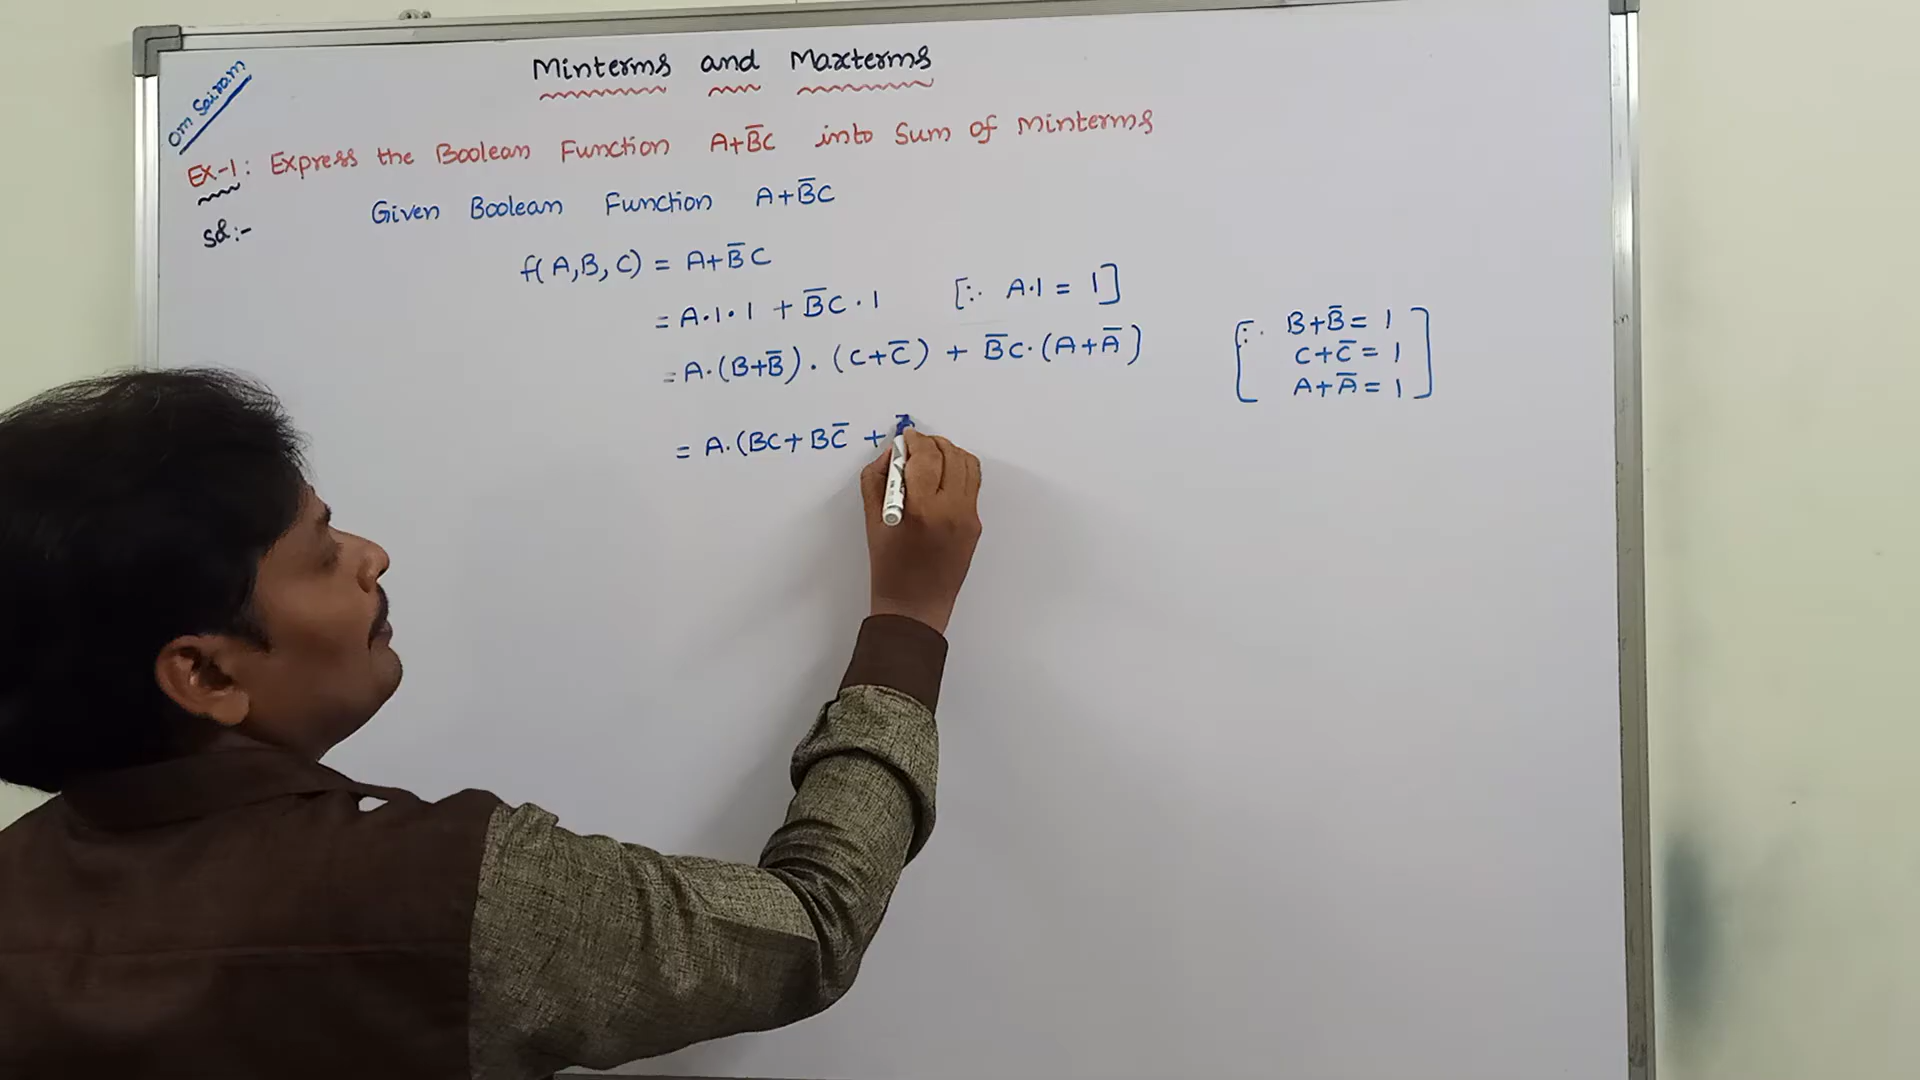 Om Sairam
Minterms and Maxterms
EX-1: Express the Boolean Function A+B̅C into Sum of Minterms
Sol:- Given Boolean Function A+B̅C
f(A,B,C) = A+B̅C
= A·1·1 + B̅C·1 [∵ A·1 = 1]
= A·(B+B̅)·(C+C̅) + B̅C·(A+A̅)
[∵ B+B̅ = 1
C+C̅ = 1
A+A̅ = 1]
= A·(BC+BC̅ +